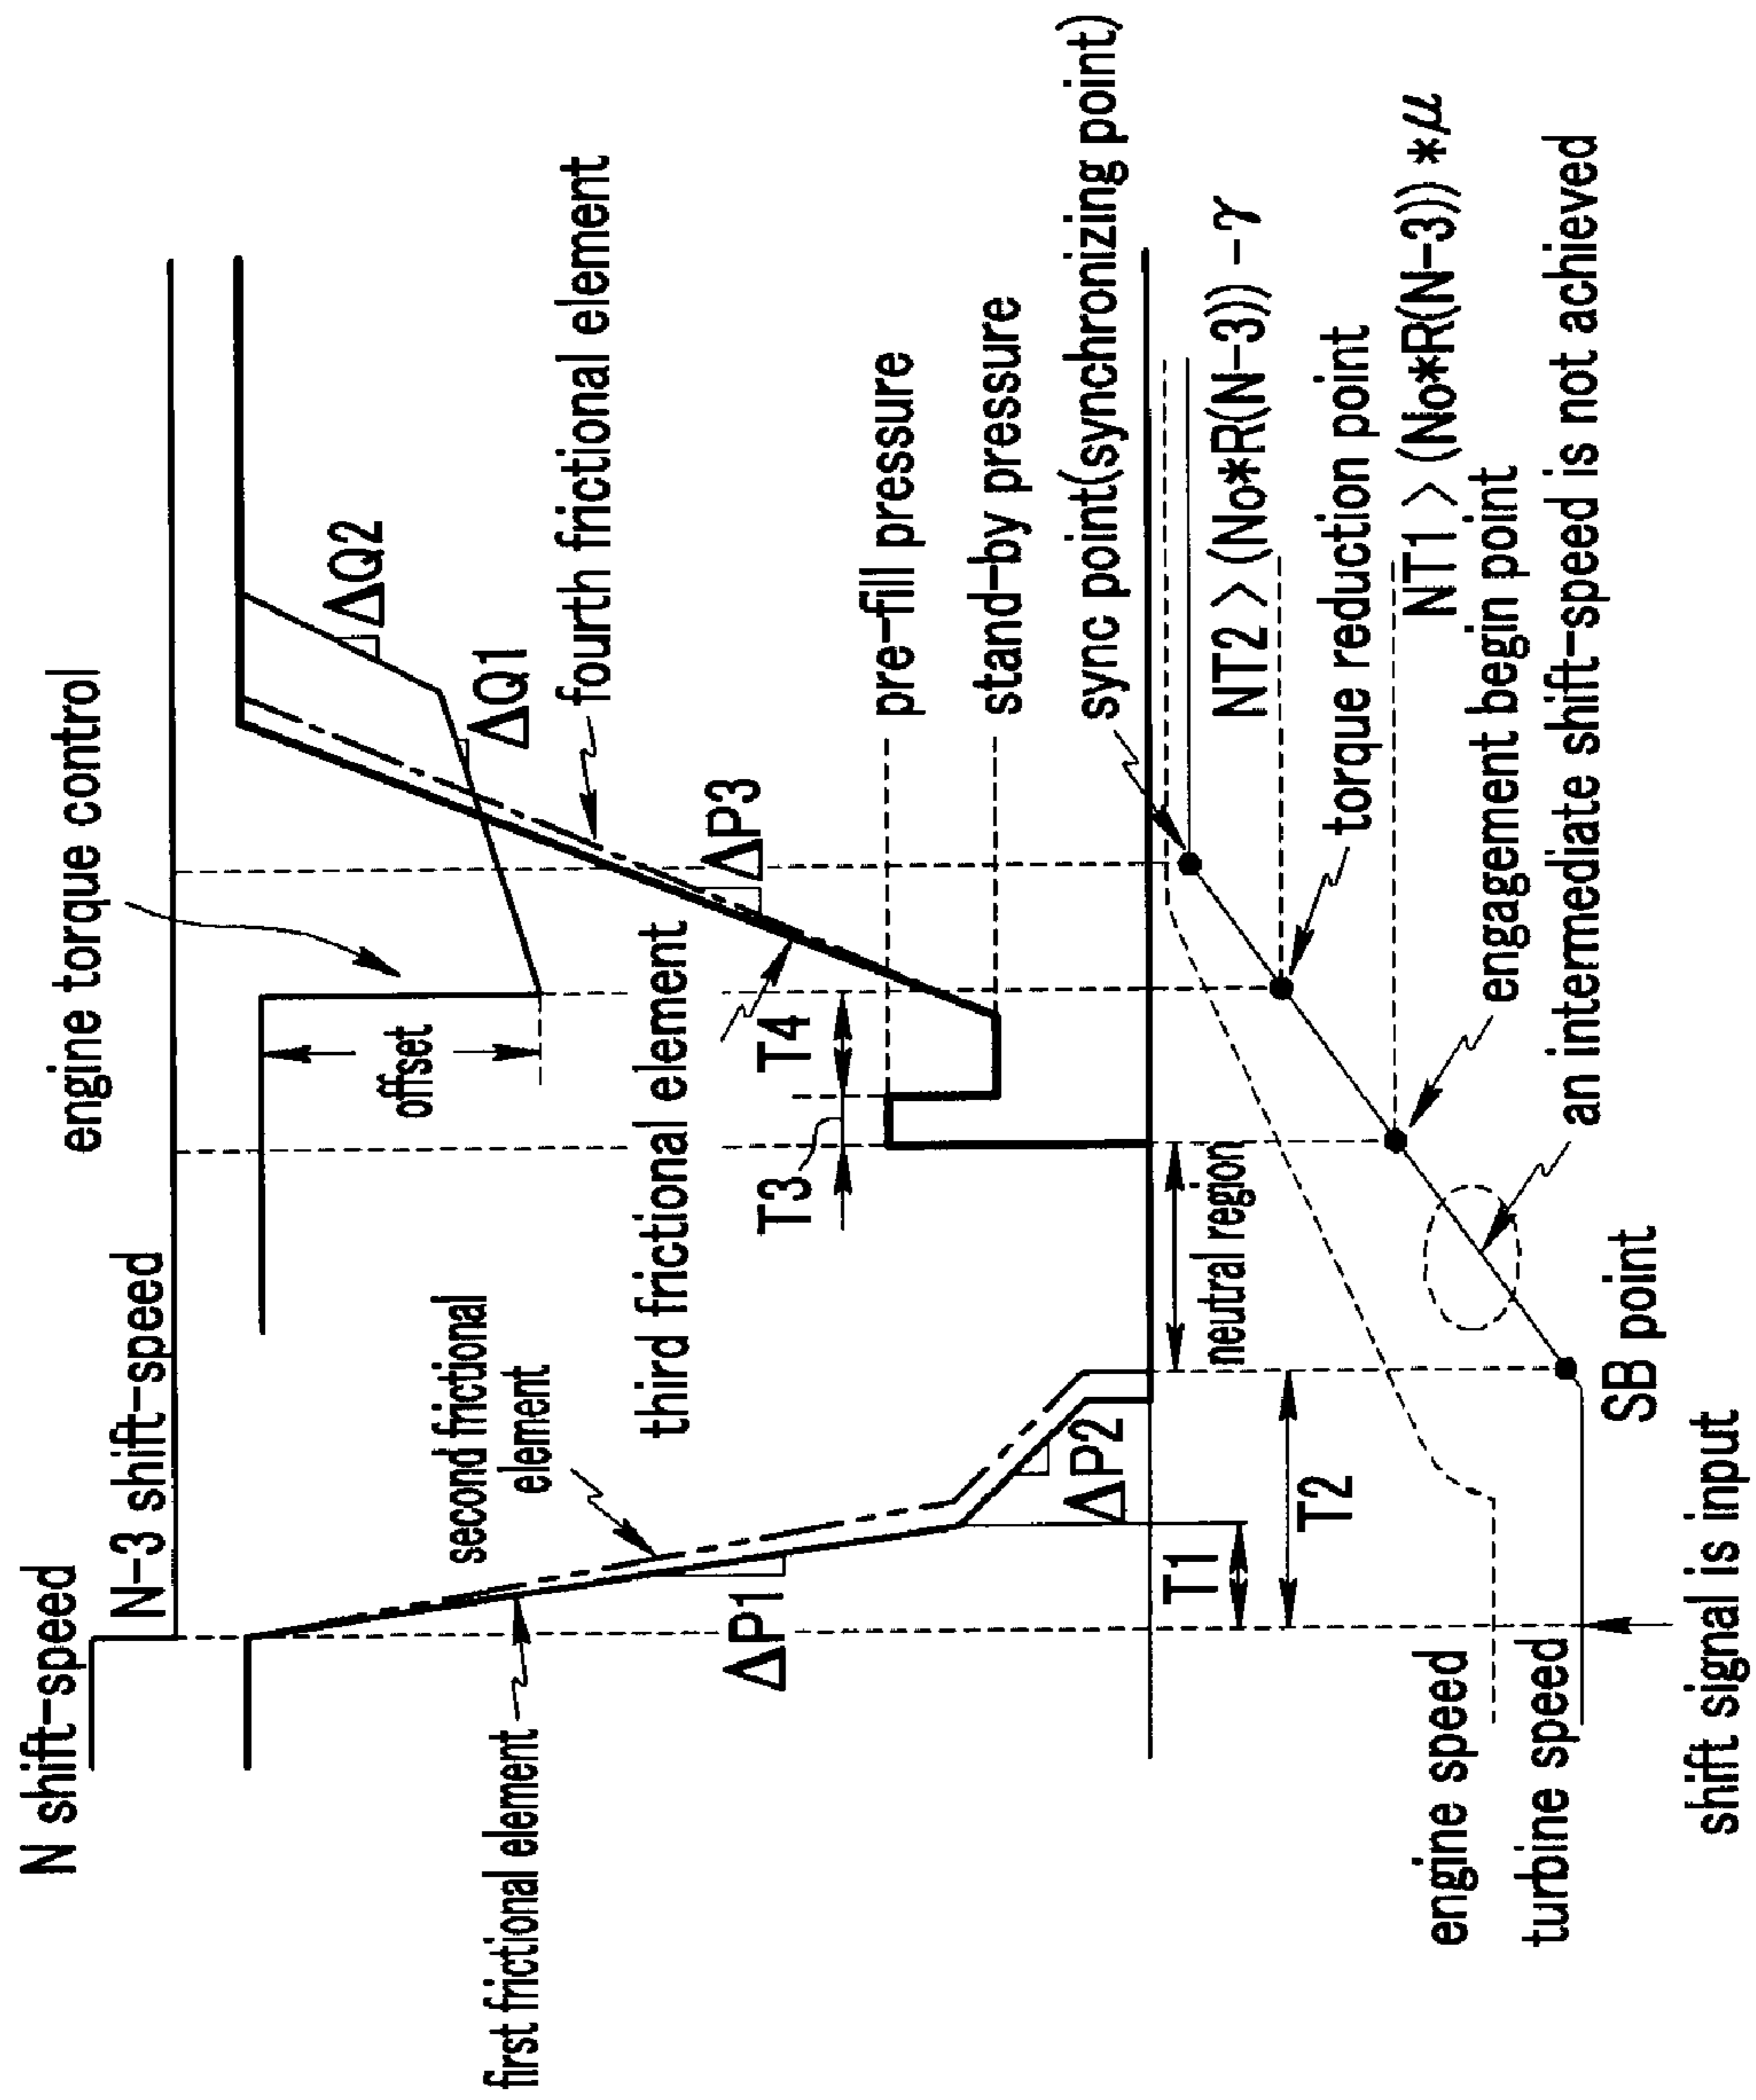 N shift-speed
N-3 shift-speed
engine torque control
first frictional element
second frictional
element
offset
ΔQ1
ΔQ2
fourth frictional element
third frictional element
ΔP1
T3
T4
ΔP3
pre-fill pressure
stand-by pressure
ΔP2
T1
T2
neutral region
sync point(synchronizing point)
NT2 > (No*R(N-3)) - γ
torque reduction point
NT1 > (No*R(N-3)) *μ
engagement begin point
an intermediate shift-speed is not achieved
engine speed
turbine speed
SB point
shift signal is input